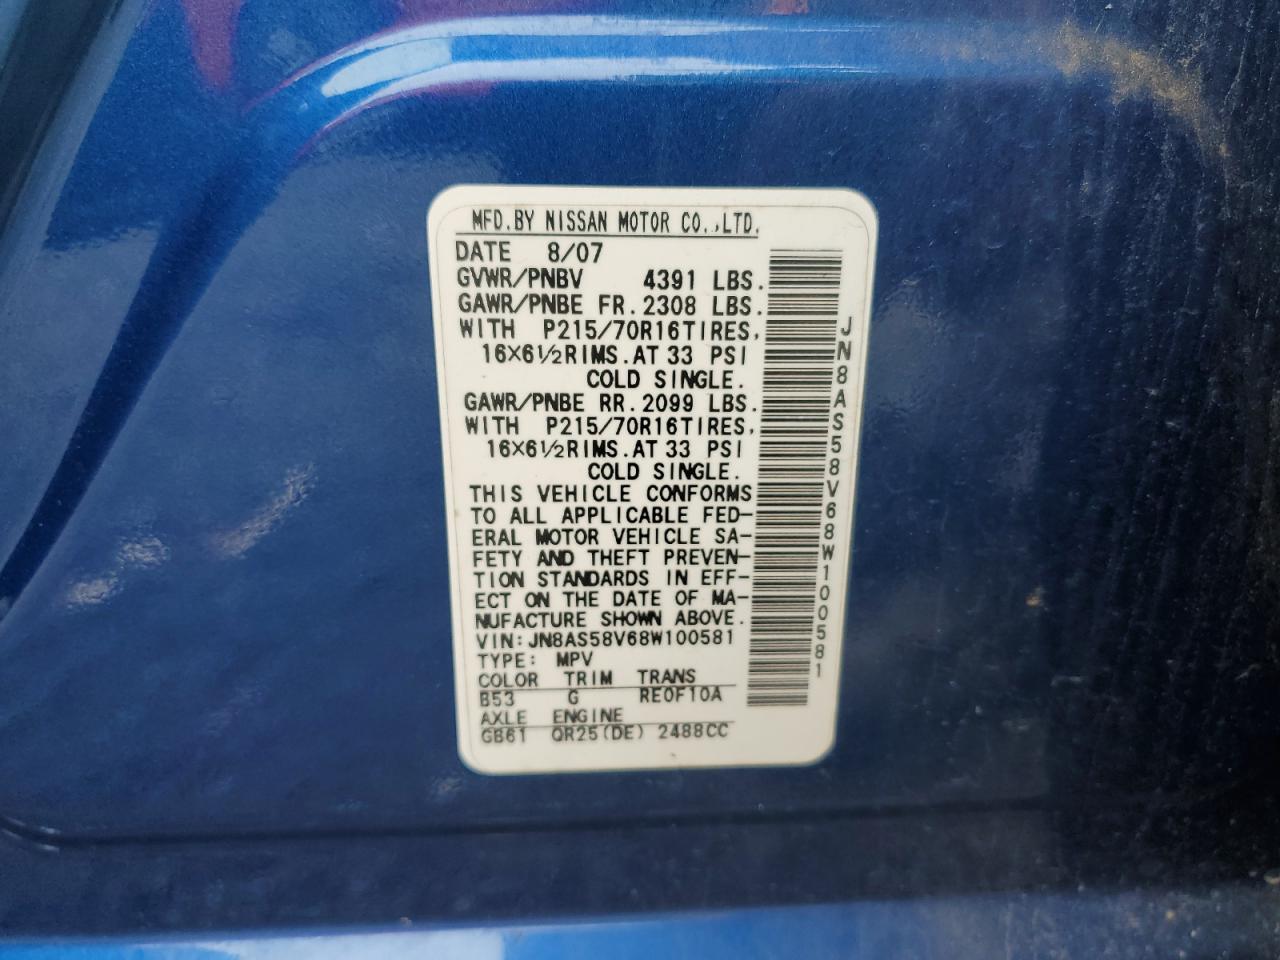 MFD.BY NISSAN MOTOR CO.,LTD.
DATE 8/07
GVWR/PNBV 4391 LBS.
GAWR/PNBE FR.2308 LBS.
WITH P215/70R16TIRES,
16×6½RIMS.AT 33 PSI
COLD SINGLE.
GAWR/PNBE RR.2099 LBS.
WITH P215/70R16TIRES,
16×6½RIMS.AT 33 PSI
COLD SINGLE.
THIS VEHICLE CONFORMS
TO ALL APPLICABLE FED-
ERAL MOTOR VEHICLE SA-
FETY AND THEFT PREVEN-
TION STANDARDS IN EFF-
ECT ON THE DATE OF MA-
NUFACTURE SHOWN ABOVE.
VIN:JN8AS58V68W100581
TYPE: MPV
COLOR TRIM TRANS
B53 G RE0F10A
AXLE ENGINE
GB61 QR25(DE) 2488CC
JN8AS58V68W100581